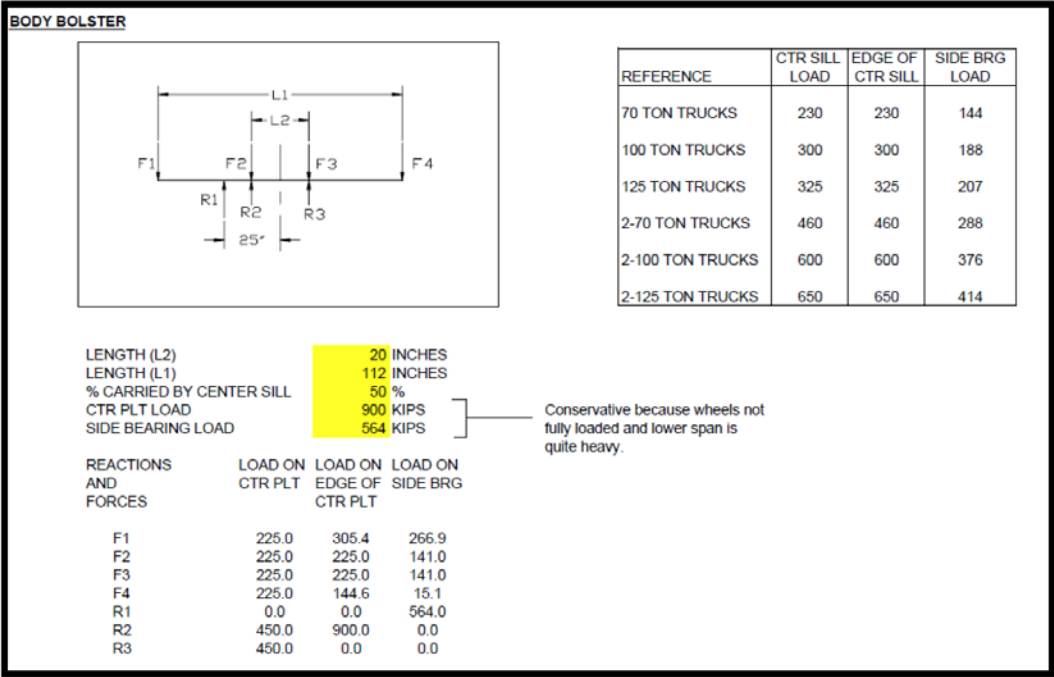 BODY BOLSTER
L1
L2
F1 F2 F3 F4
R1 R2 R3
25"
REFERENCE CTR SILL LOAD EDGE OF CTR SILL SIDE BRG LOAD
70 TON TRUCKS 230 230 144
100 TON TRUCKS 300 300 188
125 TON TRUCKS 325 325 207
2-70 TON TRUCKS 460 460 288
2-100 TON TRUCKS 600 600 376
2-125 TON TRUCKS 650 650 414
LENGTH (L2) 20 INCHES
LENGTH (L1) 112 INCHES
% CARRIED BY CENTER SILL 50 %
CTR PLT LOAD 900 KIPS
SIDE BEARING LOAD 564 KIPS
Conservative because wheels not
fully loaded and lower span is
quite heavy.
REACTIONS LOAD ON LOAD ON LOAD ON
AND CTR PLT EDGE OF SIDE BRG
FORCES CTR PLT
F1 225.0 305.4 266.9
F2 225.0 225.0 141.0
F3 225.0 225.0 141.0
F4 225.0 144.6 15.1
R1 0.0 0.0 564.0
R2 450.0 900.0 0.0
R3 450.0 0.0 0.0